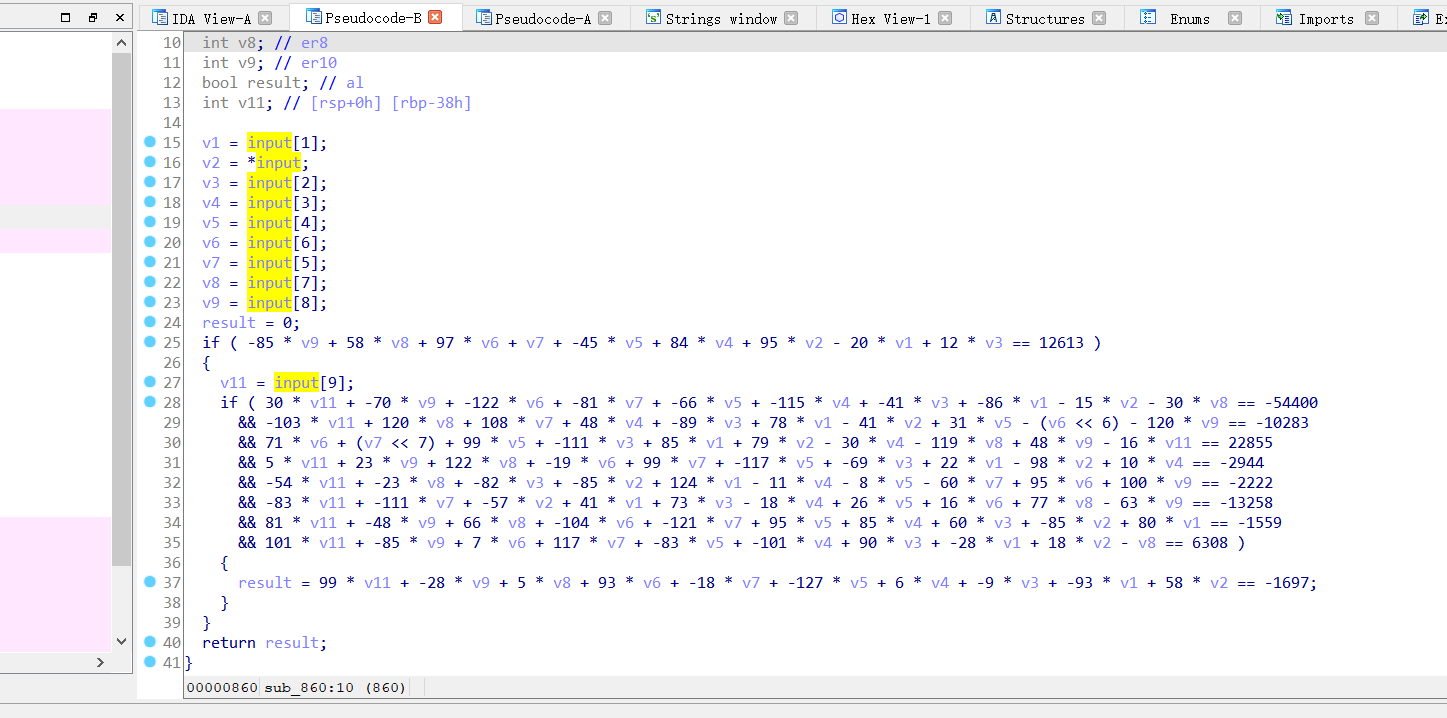 IDA View-A Pseudocode-B Pseudocode-A Strings window Hex View-1 Structures Enums Imports
10 int v8; // er8
11 int v9; // er10
12 bool result; // al
13 int v11; // [rsp+0h] [rbp-38h]
14
15 v1 = input[1];
16 v2 = *input;
17 v3 = input[2];
18 v4 = input[3];
19 v5 = input[4];
20 v6 = input[6];
21 v7 = input[5];
22 v8 = input[7];
23 v9 = input[8];
24 result = 0;
25 if ( -85 * v9 + 58 * v8 + 97 * v6 + v7 + -45 * v5 + 84 * v4 + 95 * v2 - 20 * v1 + 12 * v3 == 12613 )
26 {
27 v11 = input[9];
28 if ( 30 * v11 + -70 * v9 + -122 * v6 + -81 * v7 + -66 * v5 + -115 * v4 + -41 * v3 + -86 * v1 - 15 * v2 - 30 * v8 == -54400
29 && -103 * v11 + 120 * v8 + 108 * v7 + 48 * v4 + -89 * v3 + 78 * v1 - 41 * v2 + 31 * v5 - (v6 << 6) - 120 * v9 == -10283
30 && 71 * v6 + (v7 << 7) + 99 * v5 + -111 * v3 + 85 * v1 + 79 * v2 - 30 * v4 - 119 * v8 + 48 * v9 - 16 * v11 == 22855
31 && 5 * v11 + 23 * v9 + 122 * v8 + -19 * v6 + 99 * v7 + -117 * v5 + -69 * v3 + 22 * v1 - 98 * v2 + 10 * v4 == -2944
32 && -54 * v11 + -23 * v8 + -82 * v3 + -85 * v2 + 124 * v1 - 11 * v4 - 8 * v5 - 60 * v7 + 95 * v6 + 100 * v9 == -2222
33 && -83 * v11 + -111 * v7 + -57 * v2 + 41 * v1 + 73 * v3 - 18 * v4 + 26 * v5 + 16 * v6 + 77 * v8 - 63 * v9 == -13258
34 && 81 * v11 + -48 * v9 + 66 * v8 + -104 * v6 + -121 * v7 + 95 * v5 + 85 * v4 + 60 * v3 + -85 * v2 + 80 * v1 == -1559
35 && 101 * v11 + -85 * v9 + 7 * v6 + 117 * v7 + -83 * v5 + -101 * v4 + 90 * v3 + -28 * v1 + 18 * v2 - v8 == 6308 )
36 {
37 result = 99 * v11 + -28 * v9 + 5 * v8 + 93 * v6 + -18 * v7 + -127 * v5 + 6 * v4 + -9 * v3 + -93 * v1 + 58 * v2 == -1697;
38 }
39 }
40 return result;
41 }
00000860 sub_860:10 (860)